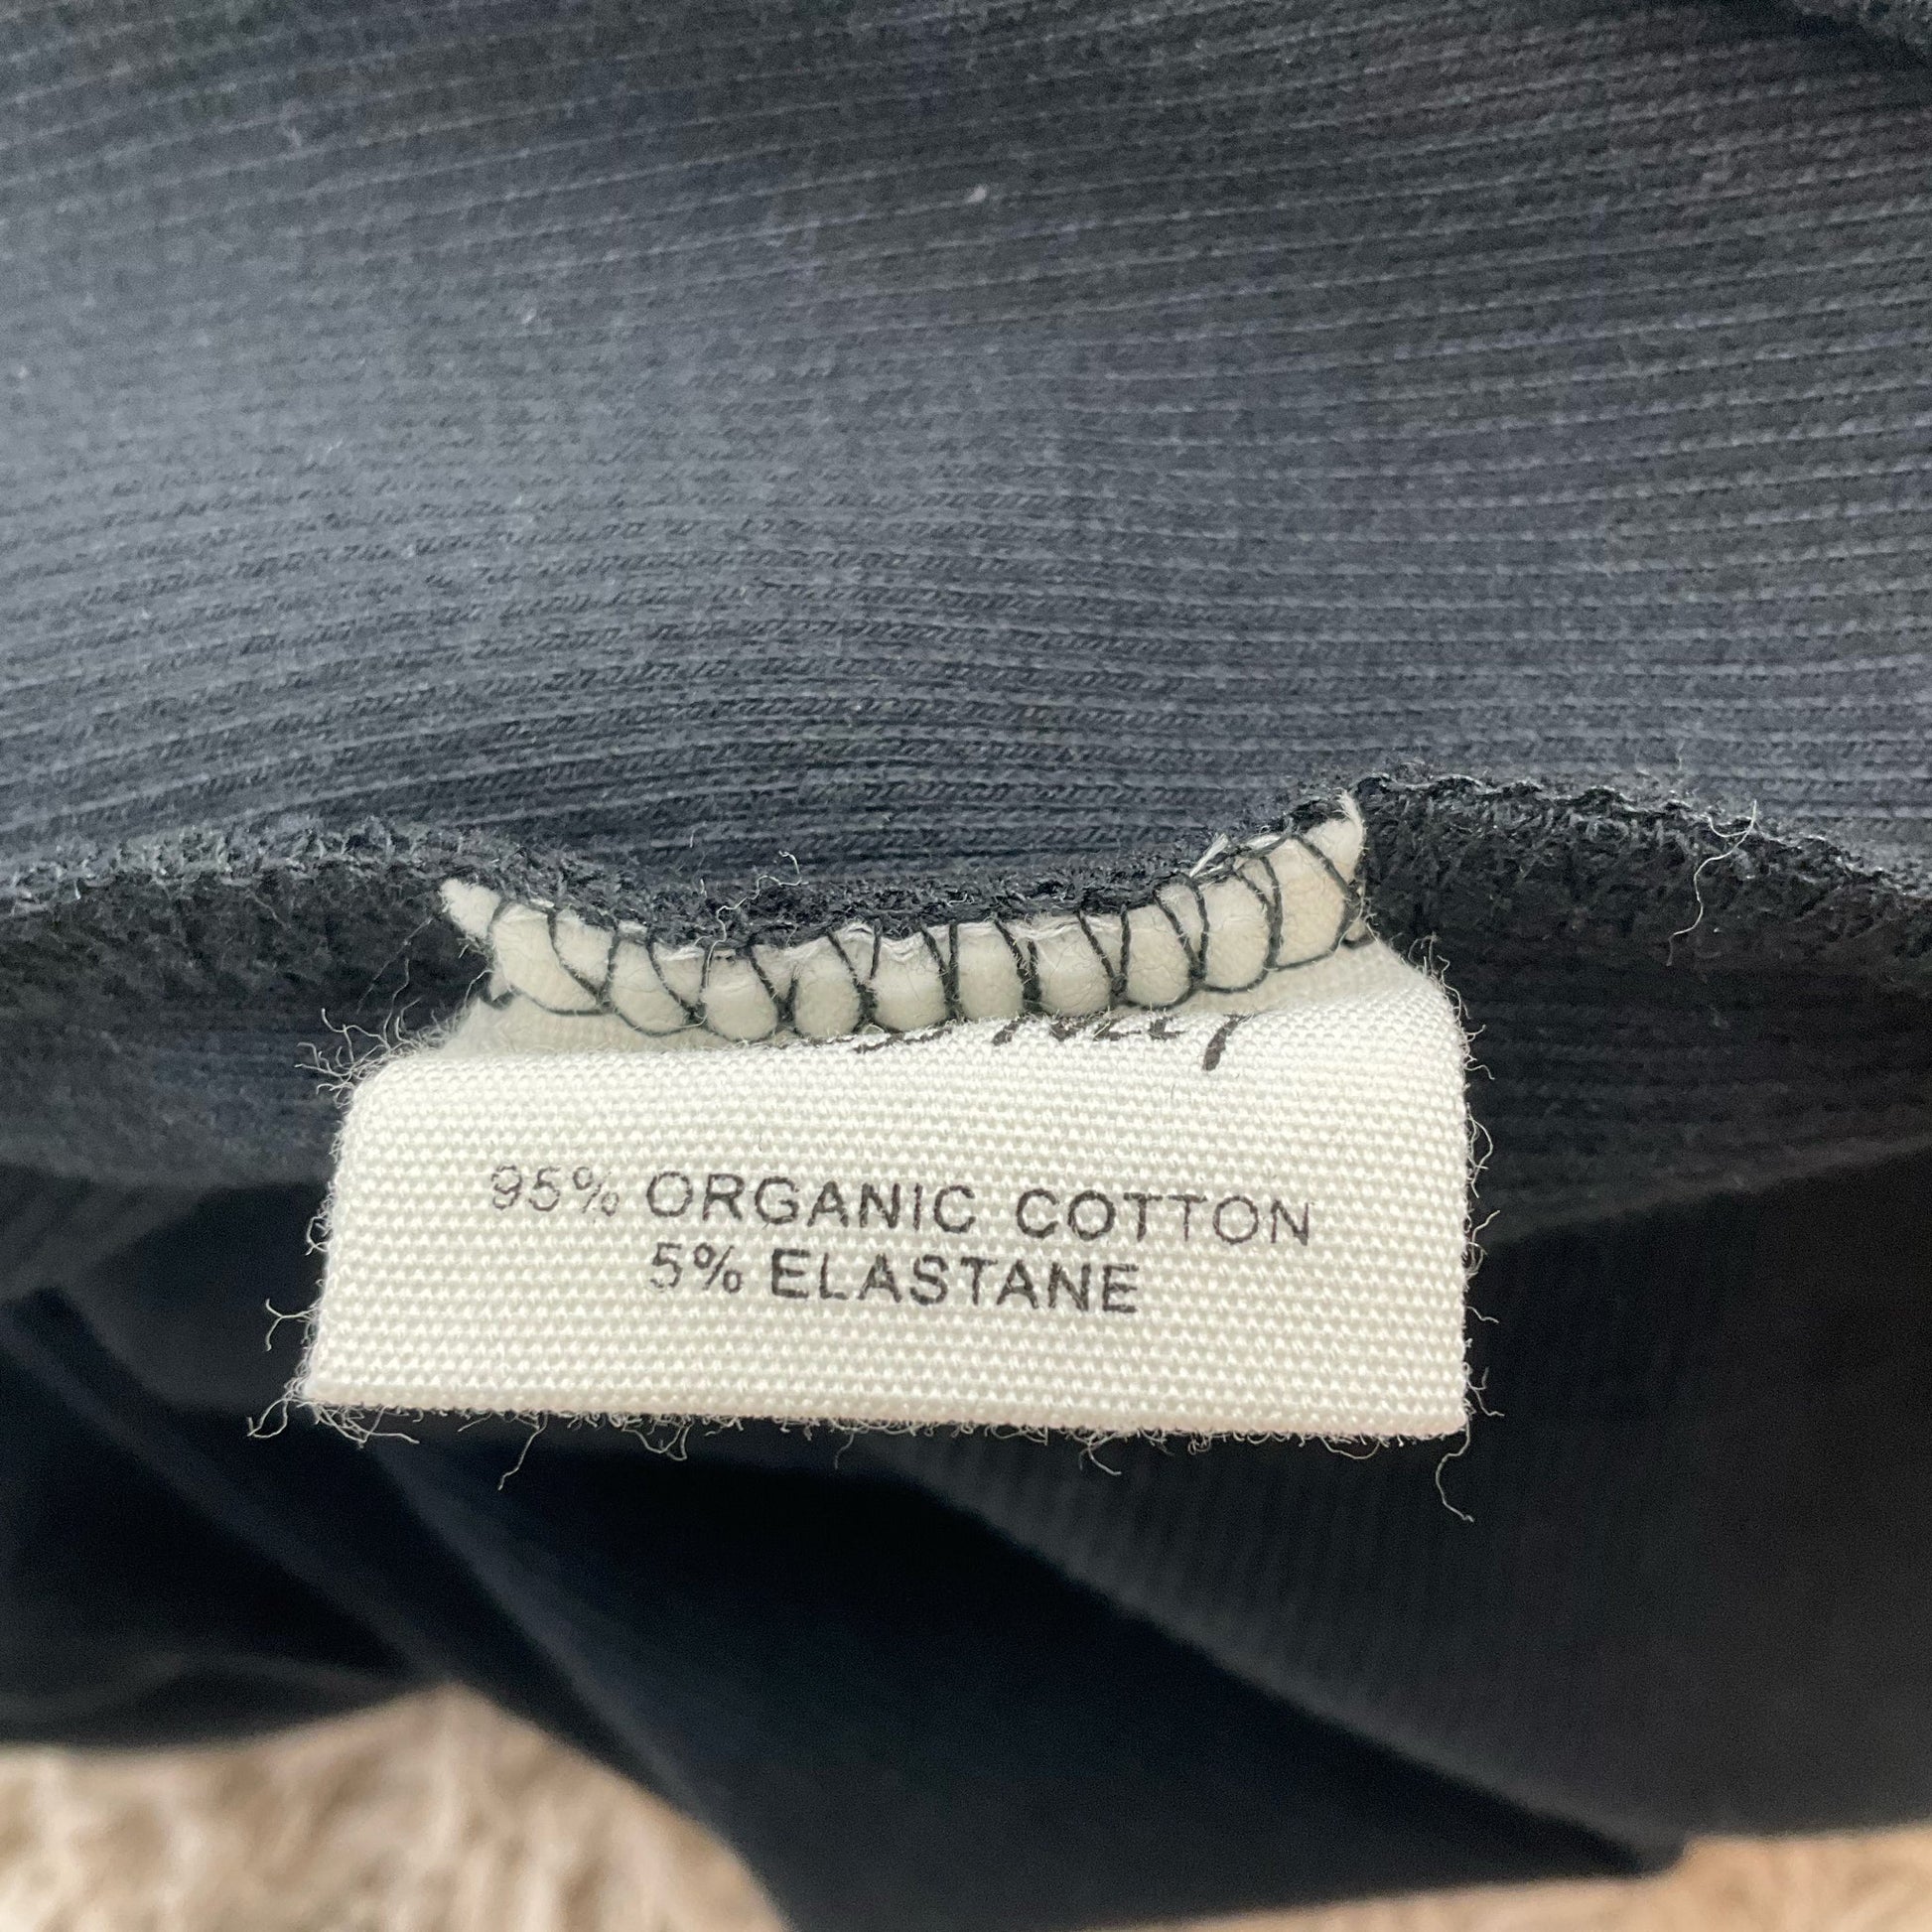 95% ORGANIC COTTON
5% ELASTANE